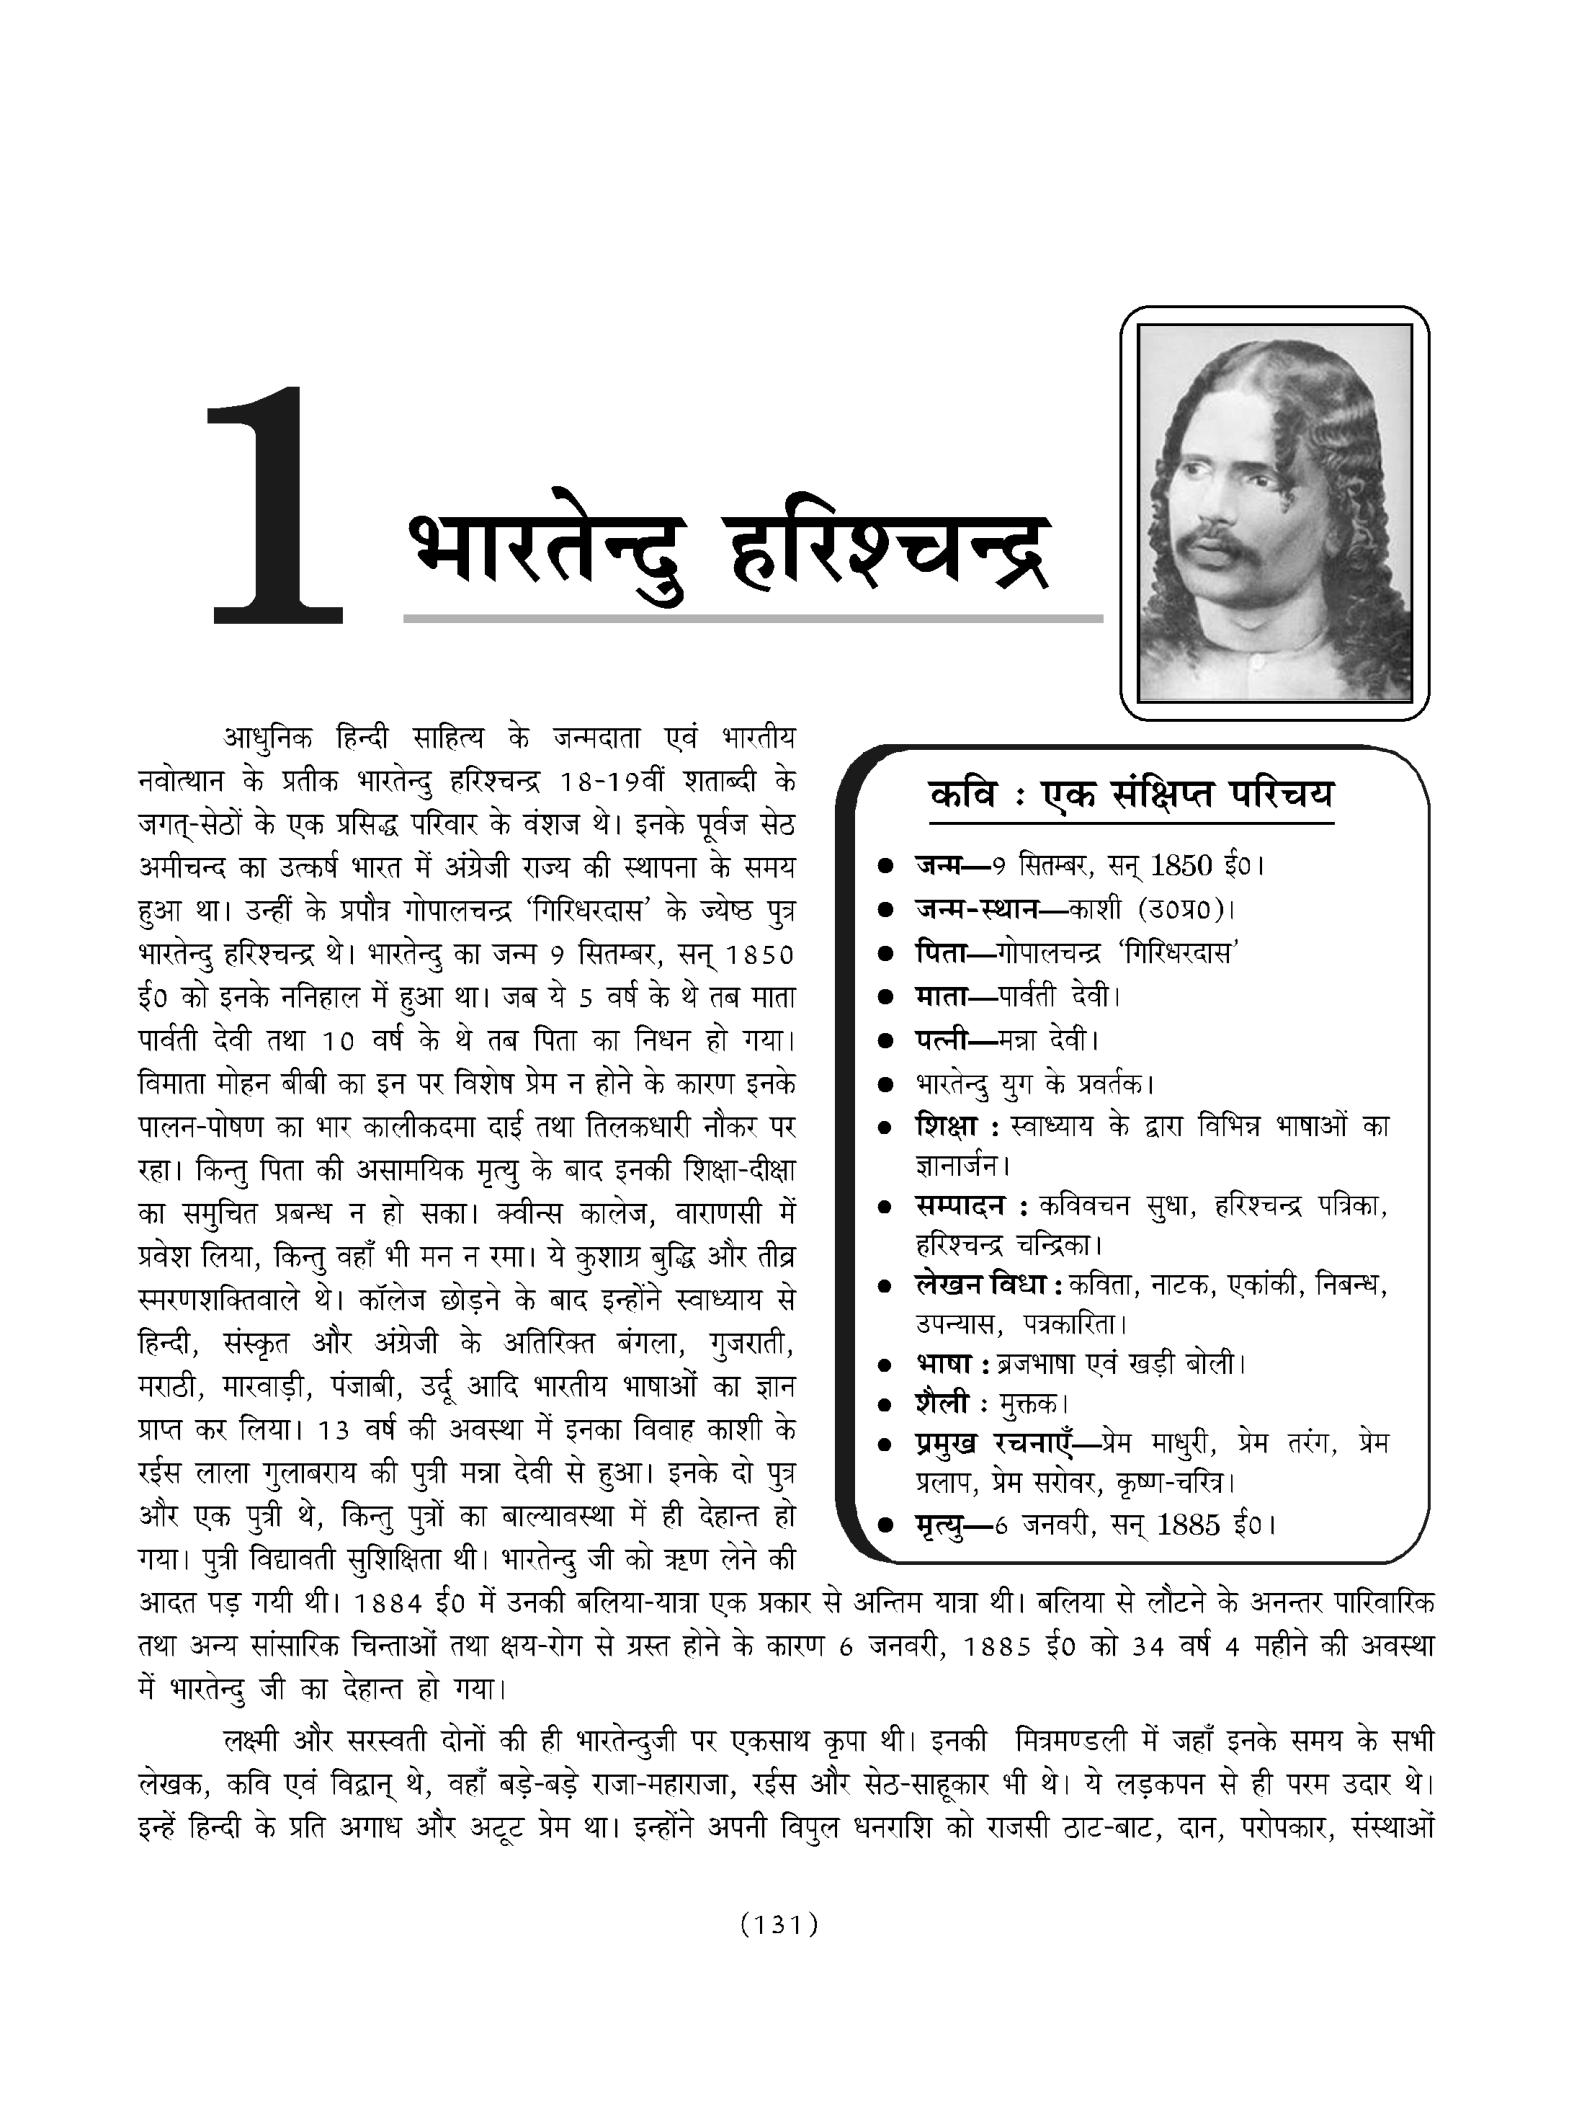 1
भारतेन्दु हरिश्चन्द्र
आधुनिक हिन्दी साहित्य के जन्मदाता एवं भारतीय
नवोत्थान के प्रतीक भारतेन्दु हरिश्चन्द्र 18-19वीं शताब्दी के
जगत्-सेठों के एक प्रसिद्ध परिवार के वंशज थे। इनके पूर्वज सेठ
अमीचन्द का उत्कर्ष भारत में अंग्रेजी राज्य की स्थापना के समय
हुआ था। उन्हीं के प्रपौत्र गोपालचन्द्र ‘गिरिधरदास’ के ज्येष्ठ पुत्र
भारतेन्दु हरिश्चन्द्र थे। भारतेन्दु का जन्म 9 सितम्बर, सन् 1850
ई0 को इनके ननिहाल में हुआ था। जब ये 5 वर्ष के थे तब माता
पार्वती देवी तथा 10 वर्ष के थे तब पिता का निधन हो गया।
विमाता मोहन बीबी का इन पर विशेष प्रेम न होने के कारण इनके
पालन-पोषण का भार कालीकदमा दाई तथा तिलकधारी नौकर पर
रहा। किन्तु पिता की असामयिक मृत्यु के बाद इनकी शिक्षा-दीक्षा
का समुचित प्रबन्ध न हो सका। क्वीन्स कालेज, वाराणसी में
प्रवेश लिया, किन्तु वहाँ भी मन न रमा। ये कुशाग्र बुद्धि और तीव्र
स्मरणशक्तिवाले थे। कॉलेज छोड़ने के बाद इन्होंने स्वाध्याय से
हिन्दी, संस्कृत और अंग्रेजी के अतिरिक्त बंगला, गुजराती,
मराठी, मारवाड़ी, पंजाबी, उर्दू आदि भारतीय भाषाओं का ज्ञान
प्राप्त कर लिया। 13 वर्ष की अवस्था में इनका विवाह काशी के
रईस लाला गुलाबराय की पुत्री मन्ना देवी से हुआ। इनके दो पुत्र
और एक पुत्री थे, किन्तु पुत्रों का बाल्यावस्था में ही देहान्त हो
गया। पुत्री विद्यावती सुशिक्षिता थी। भारतेन्दु जी को ऋण लेने की
आदत पड़ गयी थी। 1884 ई0 में उनकी बलिया-यात्रा एक प्रकार से अन्तिम यात्रा थी। बलिया से लौटने के अनन्तर पारिवारिक
तथा अन्य सांसारिक चिन्ताओं तथा क्षय-रोग से ग्रस्त होने के कारण 6 जनवरी, 1885 ई0 को 34 वर्ष 4 महीने की अवस्था
में भारतेन्दु जी का देहान्त हो गया।
लक्ष्मी और सरस्वती दोनों की ही भारतेन्दुजी पर एकसाथ कृपा थी। इनकी मित्रमण्डली में जहाँ इनके समय के सभी
लेखक, कवि एवं विद्वान् थे, वहाँ बड़े-बड़े राजा-महाराजा, रईस और सेठ-साहूकार भी थे। ये लड़कपन से ही परम उदार थे।
इन्हें हिन्दी के प्रति अगाध और अटूट प्रेम था। इन्होंने अपनी विपुल धनराशि को राजसी ठाट-बाट, दान, परोपकार, संस्थाओं
कवि : एक संक्षिप्त परिचय
● जन्म—9 सितम्बर, सन् 1850 ई0।
● जन्म-स्थान—काशी (उ0प्र0)।
● पिता—गोपालचन्द्र ‘गिरिधरदास’
● माता—पार्वती देवी।
● पत्नी—मन्ना देवी।
● भारतेन्दु युग के प्रवर्तक।
● शिक्षा : स्वाध्याय के द्वारा विभिन्न भाषाओं का
ज्ञानार्जन।
● सम्पादन : कविवचन सुधा, हरिश्चन्द्र पत्रिका,
हरिश्चन्द्र चन्द्रिका।
● लेखन विधा : कविता, नाटक, एकांकी, निबन्ध,
उपन्यास, पत्रकारिता।
● भाषा : ब्रजभाषा एवं खड़ी बोली।
● शैली : मुक्तक।
● प्रमुख रचनाएँ—प्रेम माधुरी, प्रेम तरंग, प्रेम
प्रलाप, प्रेम सरोवर, कृष्ण-चरित्र।
● मृत्यु—6 जनवरी, सन् 1885 ई0।
(131)